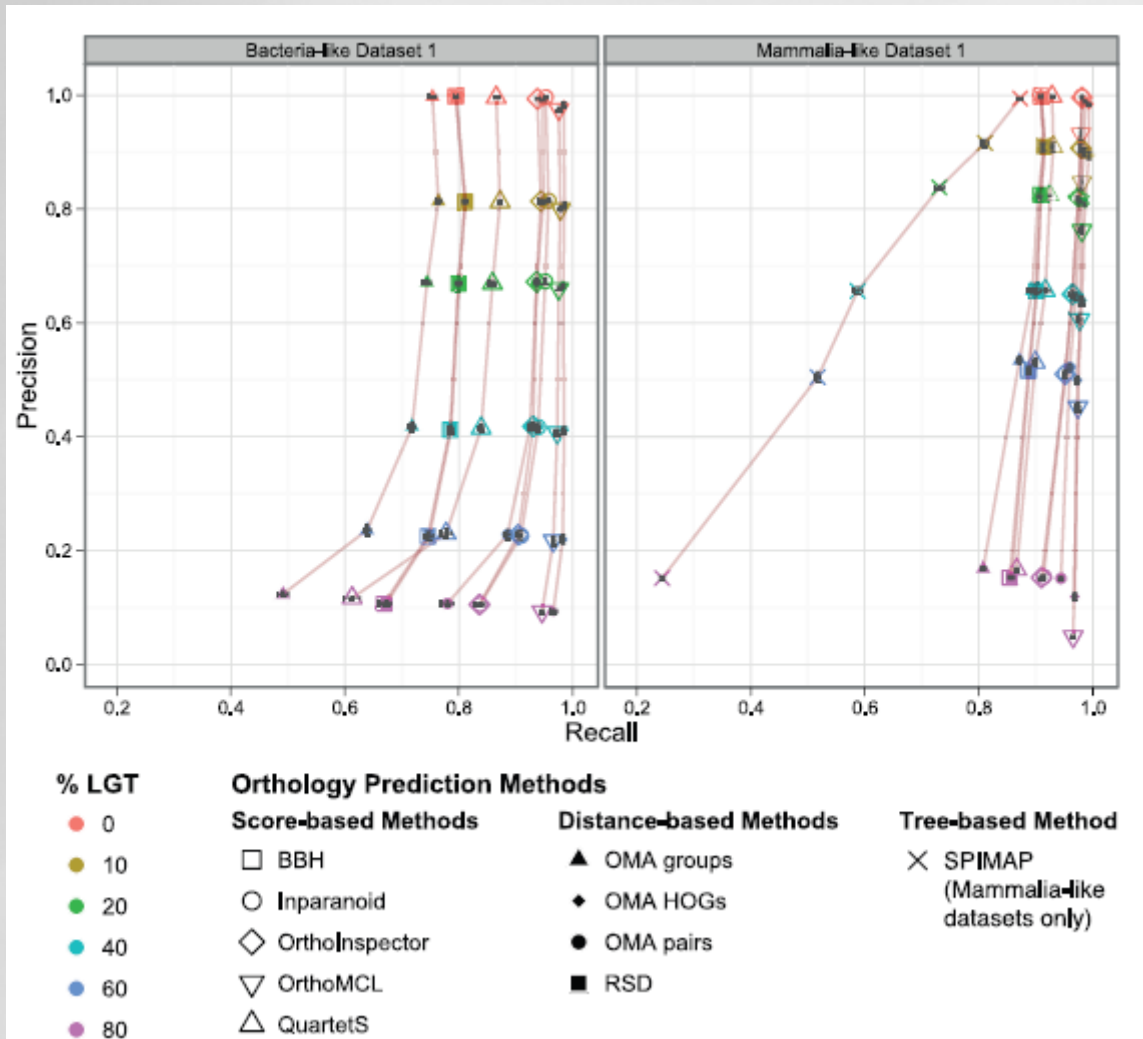 Bacteria-like Dataset 1
Mammalia-like Dataset 1
1.0
0.8
0.6
0.4
0.2
0.0
Precision
0.2 0.4 0.6 0.8 1.0
0.2 0.4 0.6 0.8 1.0
Recall
% LGT
0
10
20
40
60
80
Orthology Prediction Methods
Score-based Methods
BBH
Inparanoid
OrthoInspector
OrthoMCL
QuartetS
Distance-based Methods
OMA groups
OMA HOGs
OMA pairs
RSD
Tree-based Method
SPIMAP
(Mammalia-like
datasets only)